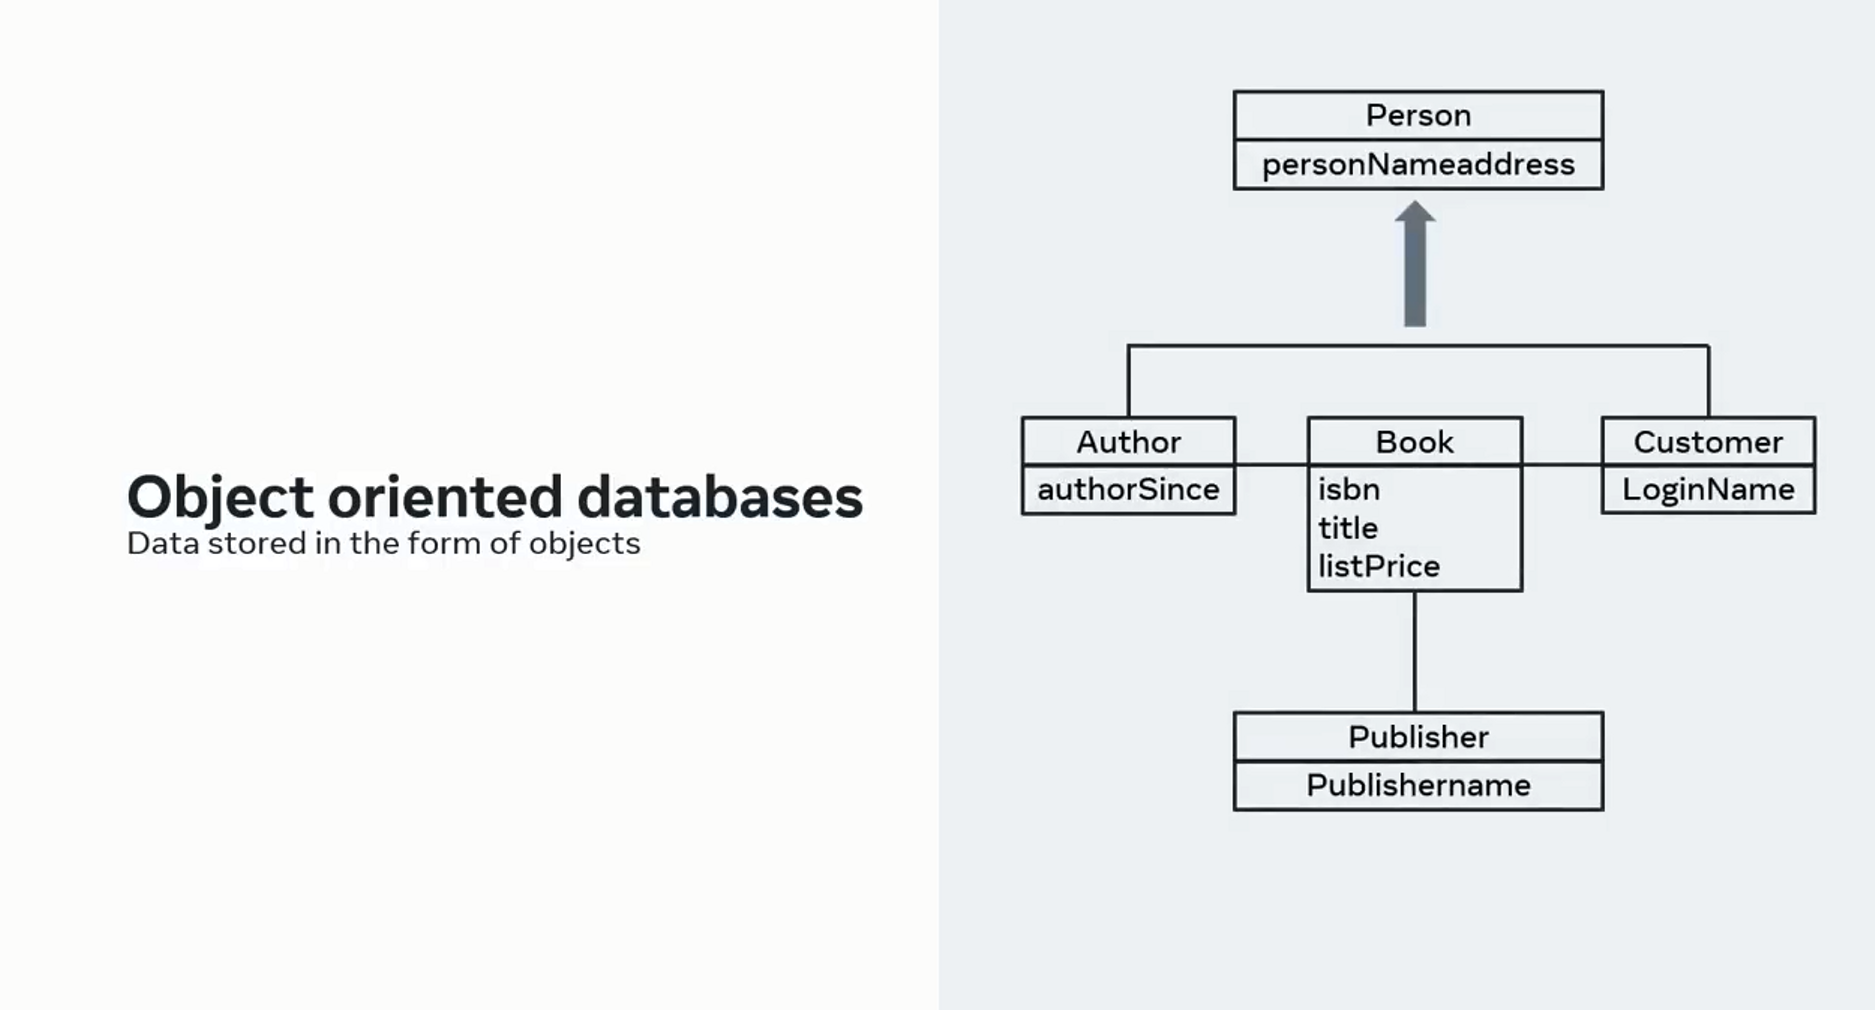 Object oriented databases
Data stored in the form of objects
Person
personNameaddress
Author
authorSince
Book
isbn
title
listPrice
Customer
LoginName
Publisher
Publishername